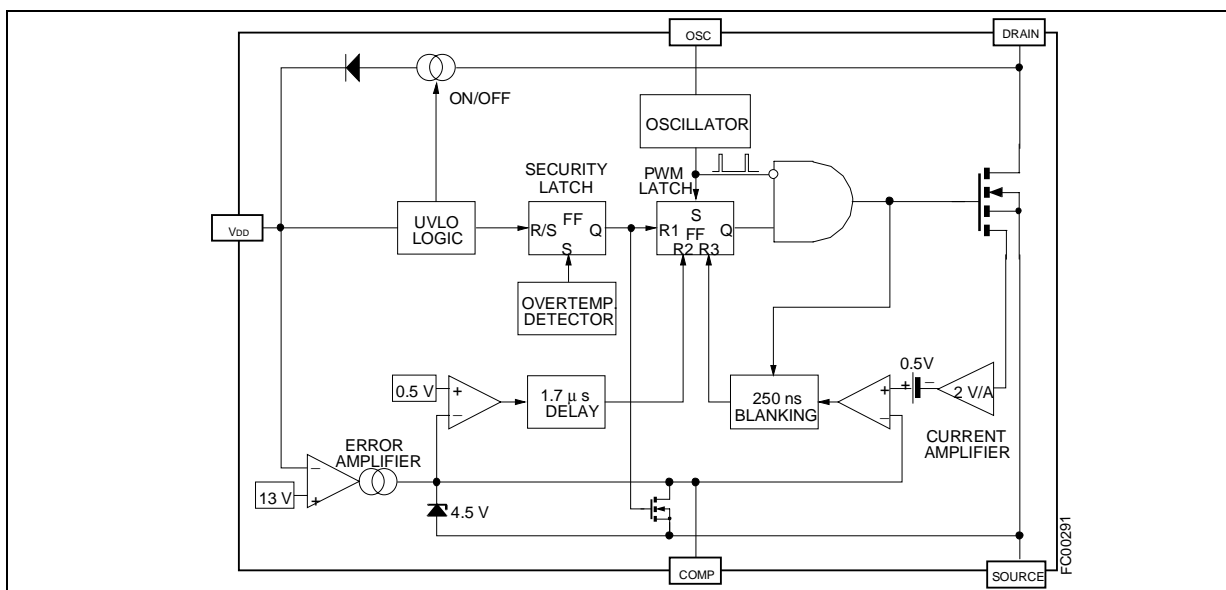 OSC
DRAIN
ON/OFF
OSCILLATOR
SECURITY
LATCH
PWM
LATCH
VDD
UVLO
LOGIC
R/S
FF
Q
S
S
R1
FF
Q
R2 R3
OVERTEMP.
DETECTOR
0.5 V
+
−
1.7 μ s
DELAY
250 ns
BLANKING
+
−
0.5V
+
−
2 V/A
CURRENT
AMPLIFIER
ERROR
AMPLIFIER
−
+
13 V
4.5 V
COMP
SOURCE
FC00291